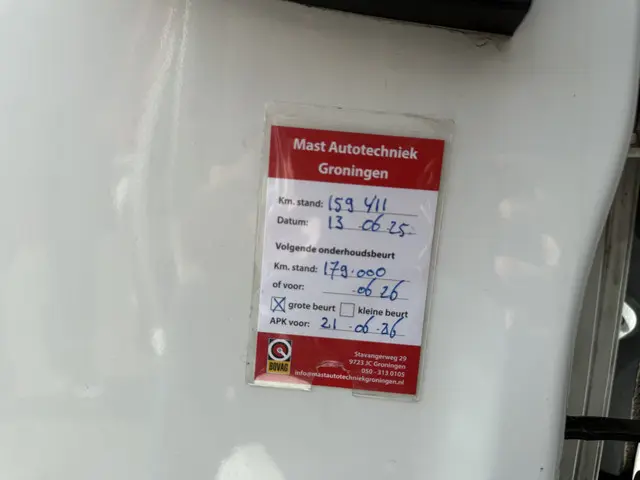 Mast Autotechniek
Groningen
Km. stand: 159 411
Datum: 13 .06.25.
Volgende onderhoudsbeurt
Km. stand: 179.000
of voor: .06 26
grote beurt kleine beurt
APK voor: 21 .06.26
Stavangerweg 29
9723 JC Groningen
050 - 313 0105
info@mastautotechniekgroningen.nl
BOVAG